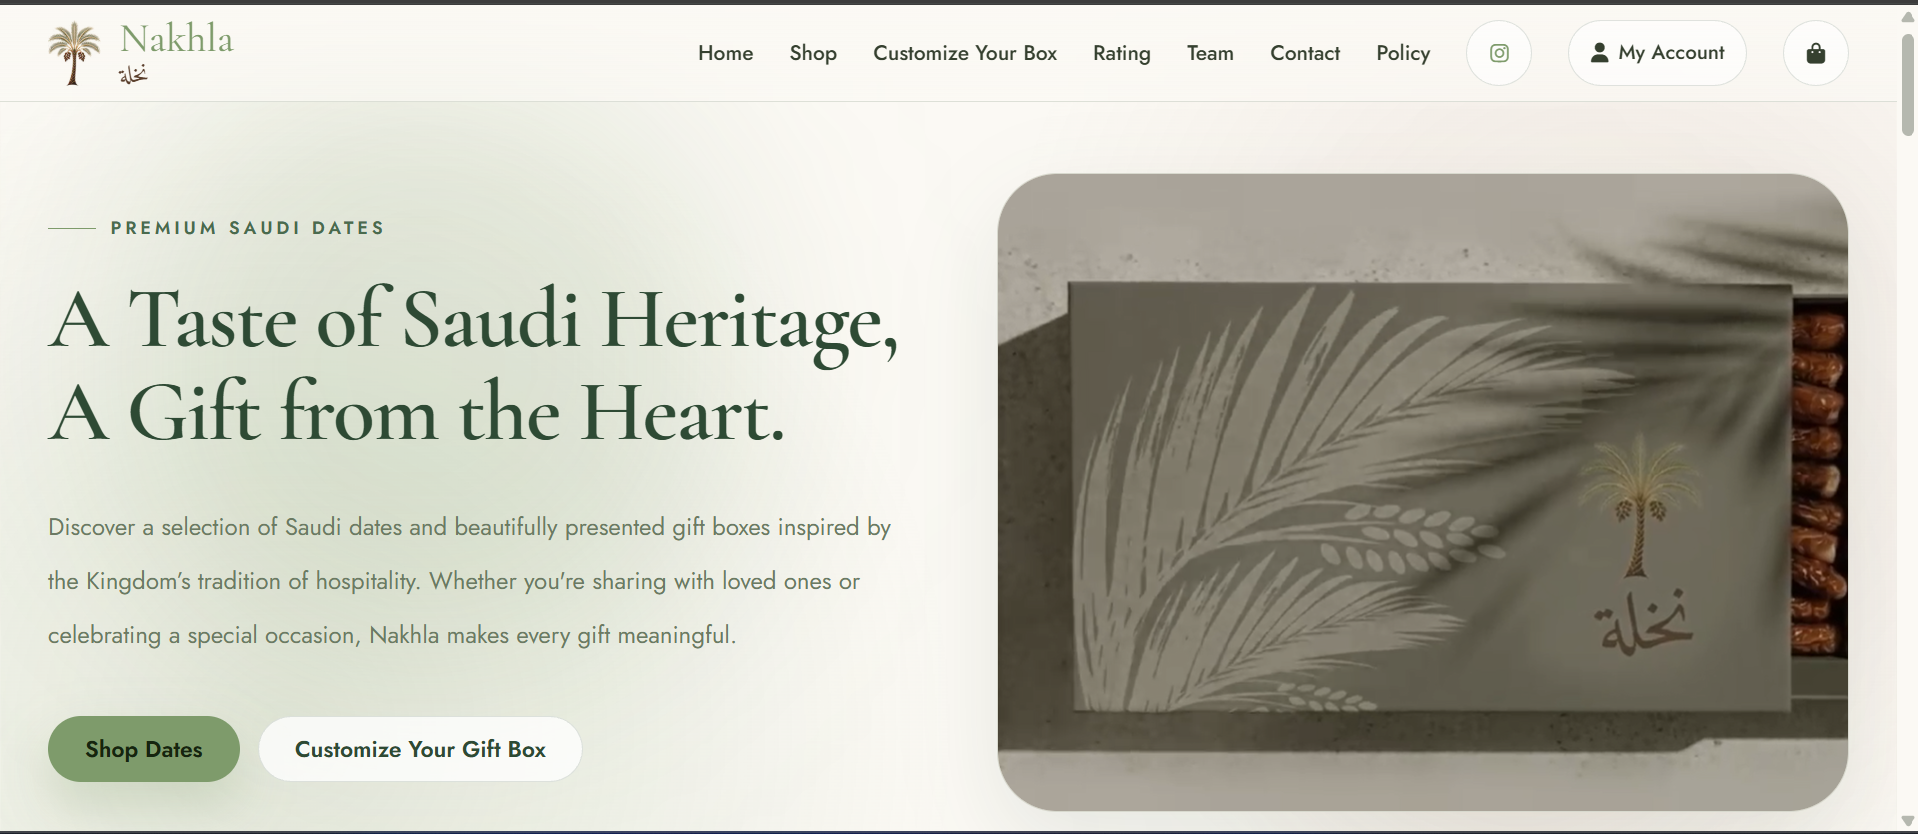 Nakhla
نخلة
Home
Shop
Customize Your Box
Rating
Team
Contact
Policy
My Account
PREMIUM SAUDI DATES
A Taste of Saudi Heritage,
A Gift from the Heart.
Discover a selection of Saudi dates and beautifully presented gift boxes inspired by
the Kingdom’s tradition of hospitality. Whether you're sharing with loved ones or
celebrating a special occasion, Nakhla makes every gift meaningful.
Shop Dates
Customize Your Gift Box
نخلة